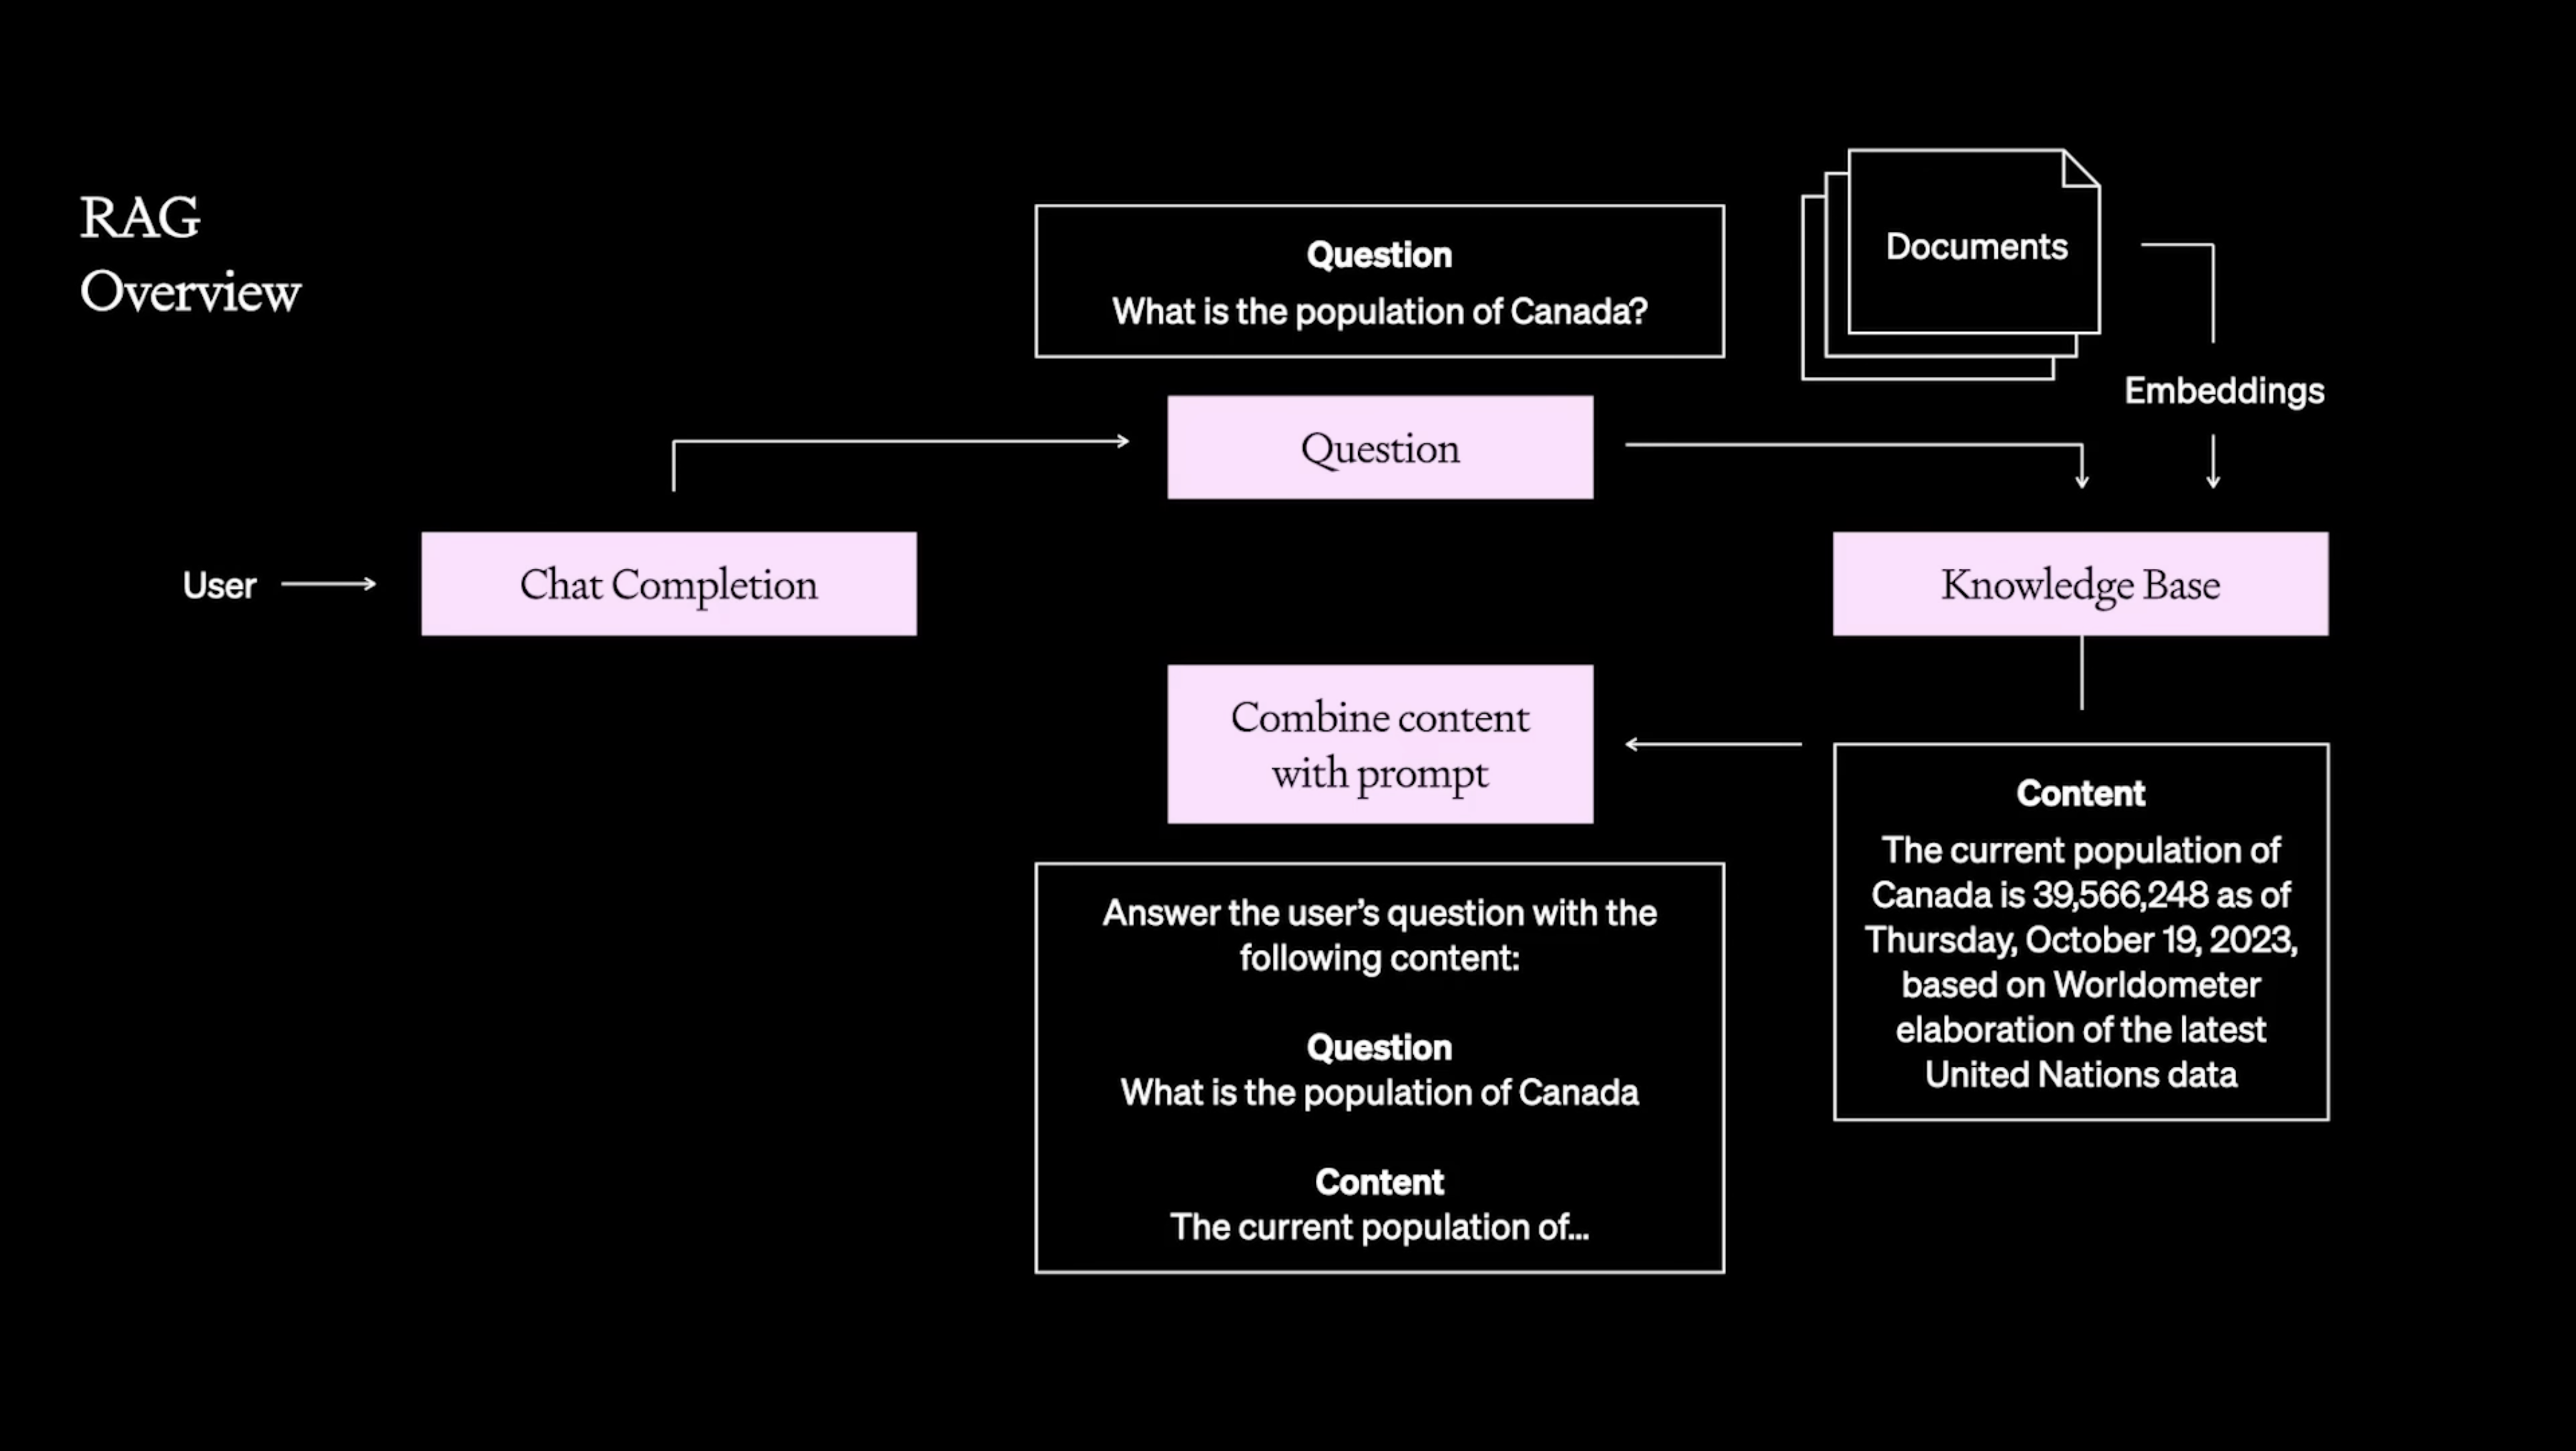 RAG
Overview
Question
What is the population of Canada?
Documents
Embeddings
Question
User
Chat Completion
Knowledge Base
Combine content
with prompt
Content
The current population of
Canada is 39,566,248 as of
Thursday, October 19, 2023,
based on Worldometer
elaboration of the latest
United Nations data
Answer the user’s question with the
following content:
Question
What is the population of Canada
Content
The current population of...